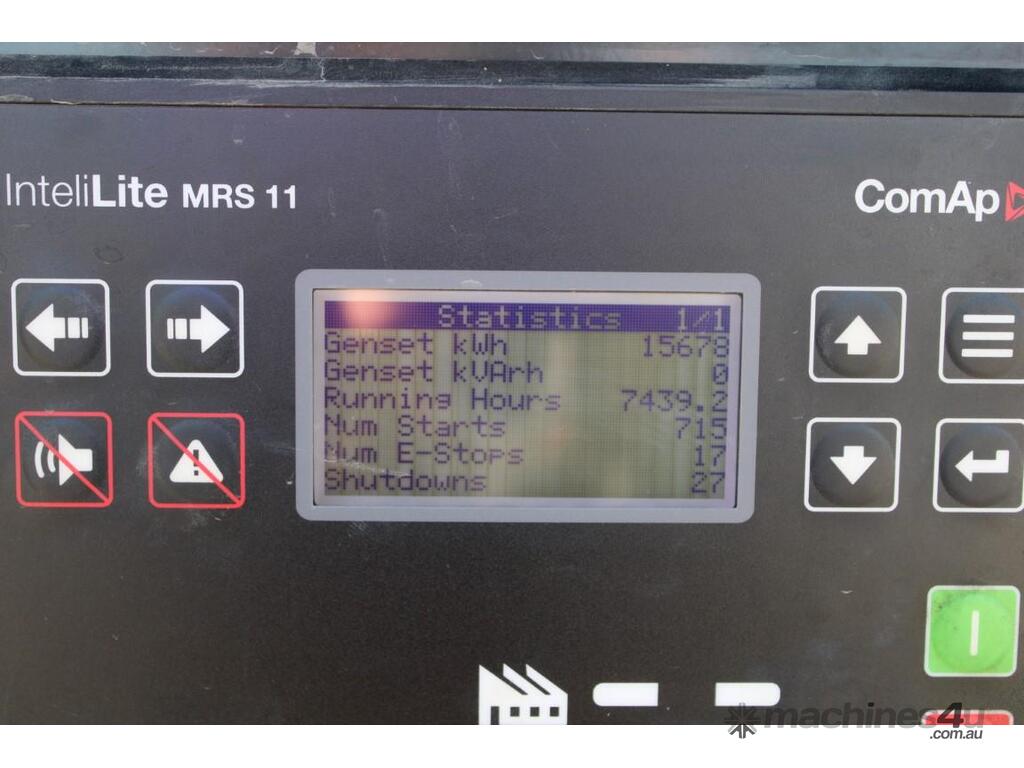 InteliLite MRS 11
ComAp
Statistics 1/1
Genset kWh 15678
Genset kVArh 0
Running Hours 7439.2
Num Starts 715
Num E-Stops 17
Shutdowns 27
machines4u
.com.au